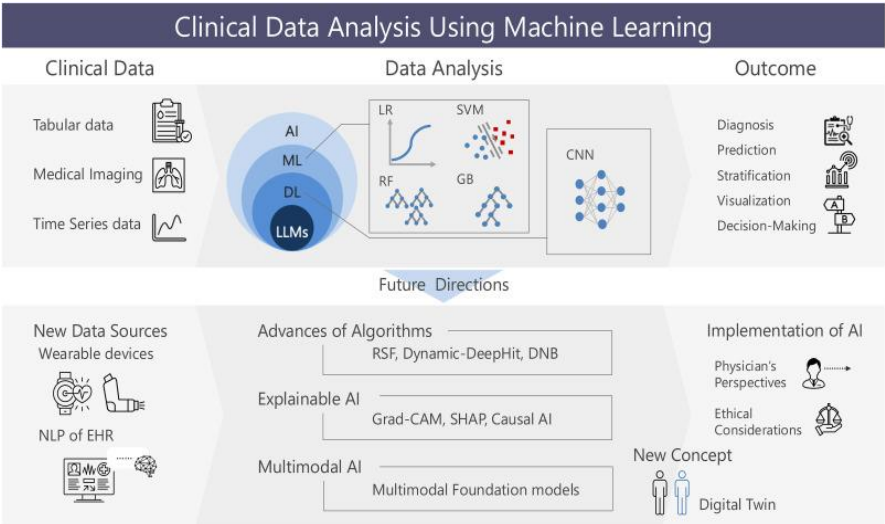 Clinical Data Analysis Using Machine Learning
Clinical Data
Data Analysis
Outcome
Tabular data
Medical Imaging
Time Series data
AI
ML
DL
LLMs
LR
SVM
RF
GB
CNN
Diagnosis
Prediction
Stratification
Visualization
Decision-Making
A
B
Future Directions
New Data Sources
Wearable devices
NLP of EHR
Advances of Algorithms
RSF, Dynamic-DeepHit, DNB
Explainable AI
Grad-CAM, SHAP, Causal AI
Multimodal AI
Multimodal Foundation models
Implementation of AI
Physician's
Perspectives
Ethical
Considerations
New Concept
Digital Twin